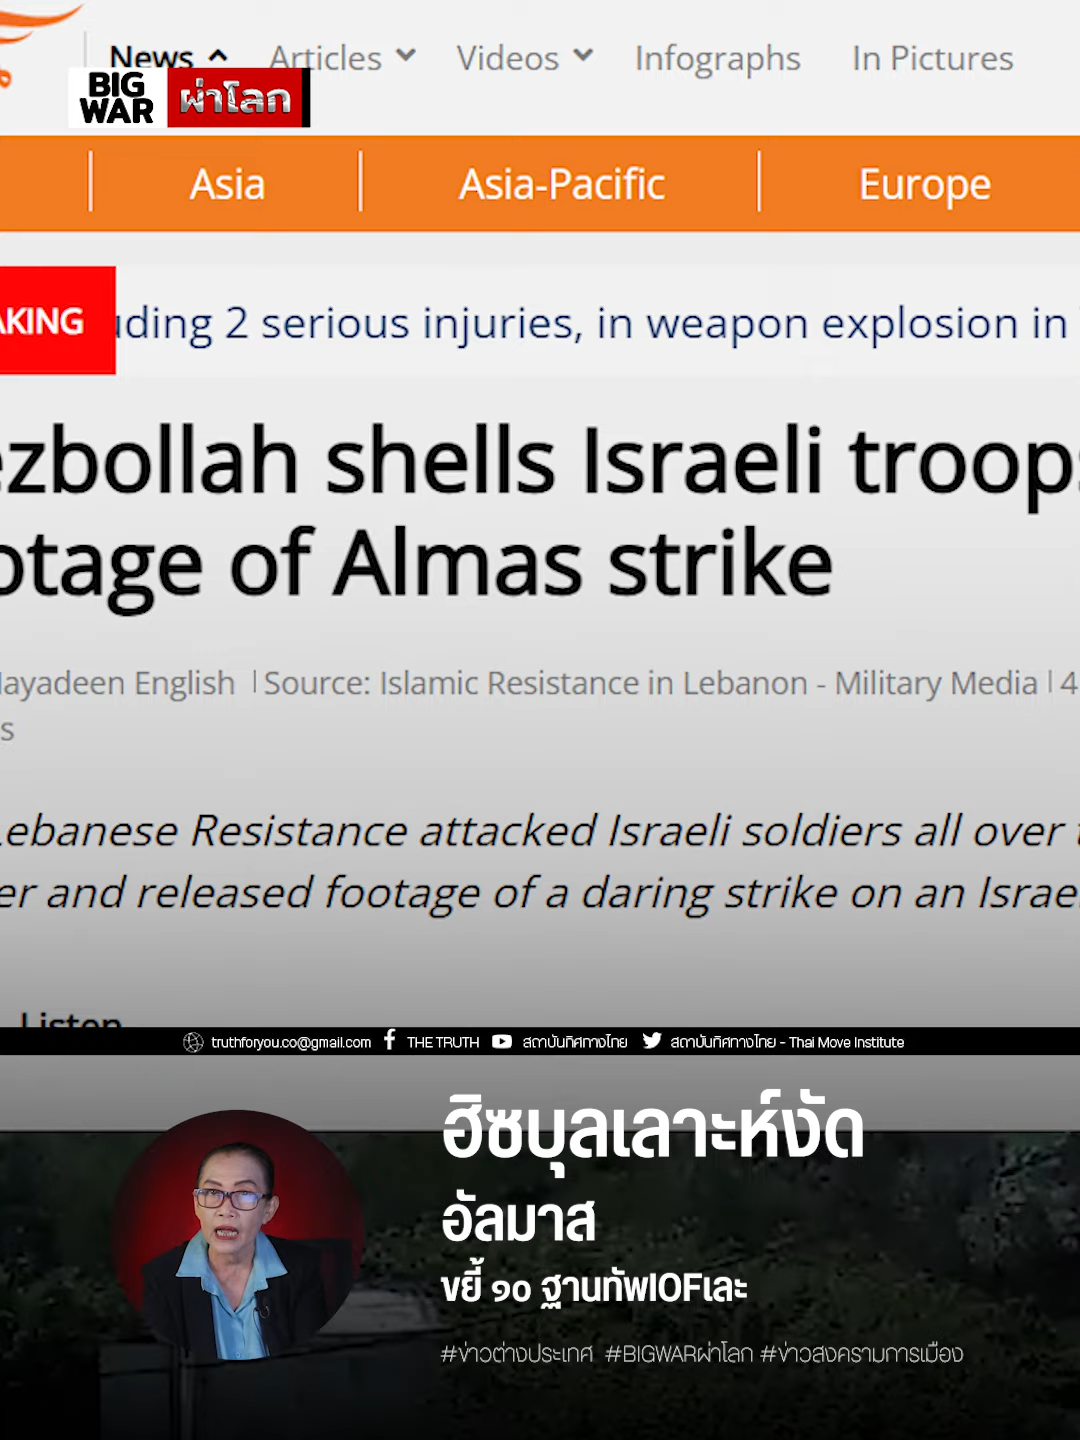 News Articles Videos Infographs In Pictures
BIG
WAR
ผ่าโลก
Asia Asia-Pacific Europe
AKING
uding 2 serious injuries, in weapon explosion in
ezbollah shells Israeli troops
otage of Almas strike
layadeen English | Source: Islamic Resistance in Lebanon - Military Media | 4
s
Lebanese Resistance attacked Israeli soldiers all over
er and released footage of a daring strike on an Israe
Listen
truthforyou.co@gmail.com THE TRUTH สถาบันทิศทางไทย สถาบันทิศทางไทย - Thai Move Institute
ฮิซบุลเลาะห์งัด
อัลมาส
ขยี้ ๑๐ ฐานทัพIOFเละ
#ข่าวต่างประเทศ #BIGWARผ่าโลก #ข่าวสงครามการเมือง